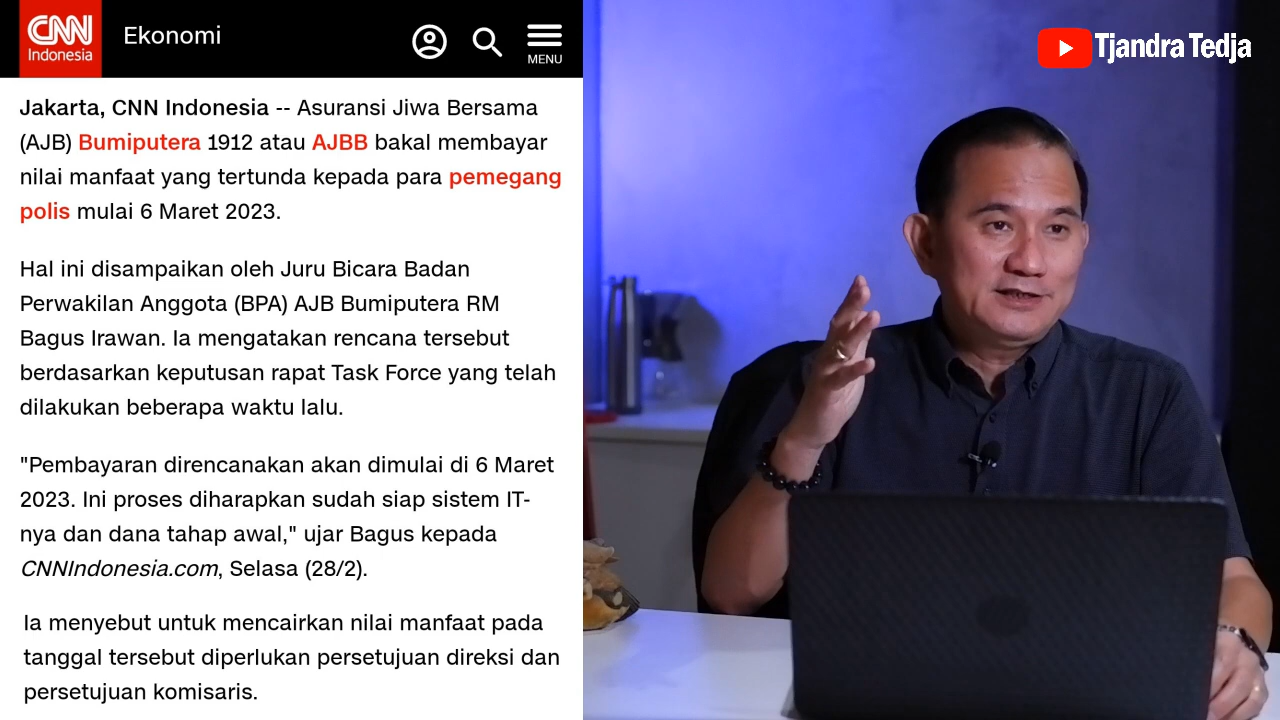 CNN
Indonesia
Ekonomi
MENU
Jakarta, CNN Indonesia -- Asuransi Jiwa Bersama
(AJB) Bumiputera 1912 atau AJBB bakal membayar
nilai manfaat yang tertunda kepada para pemegang
polis mulai 6 Maret 2023.
Hal ini disampaikan oleh Juru Bicara Badan
Perwakilan Anggota (BPA) AJB Bumiputera RM
Bagus Irawan. Ia mengatakan rencana tersebut
berdasarkan keputusan rapat Task Force yang telah
dilakukan beberapa waktu lalu.
"Pembayaran direncanakan akan dimulai di 6 Maret
2023. Ini proses diharapkan sudah siap sistem IT-
nya dan dana tahap awal," ujar Bagus kepada
CNNIndonesia.com, Selasa (28/2).
Ia menyebut untuk mencairkan nilai manfaat pada
tanggal tersebut diperlukan persetujuan direksi dan
persetujuan komisaris.
Tjandra Tedja